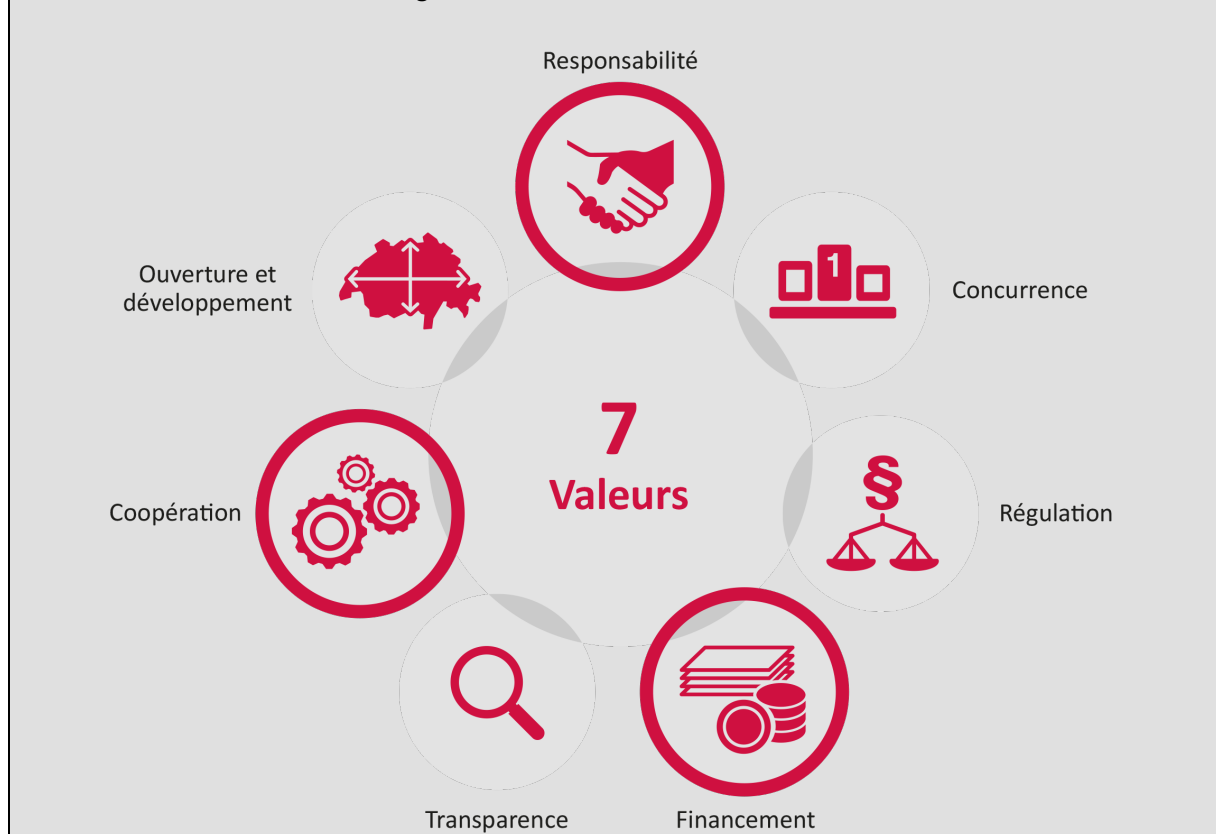 Responsabilité
Ouverture et
développement
Concurrence
1
7
Valeurs
§
Coopération
Régulation
Transparence
Financement